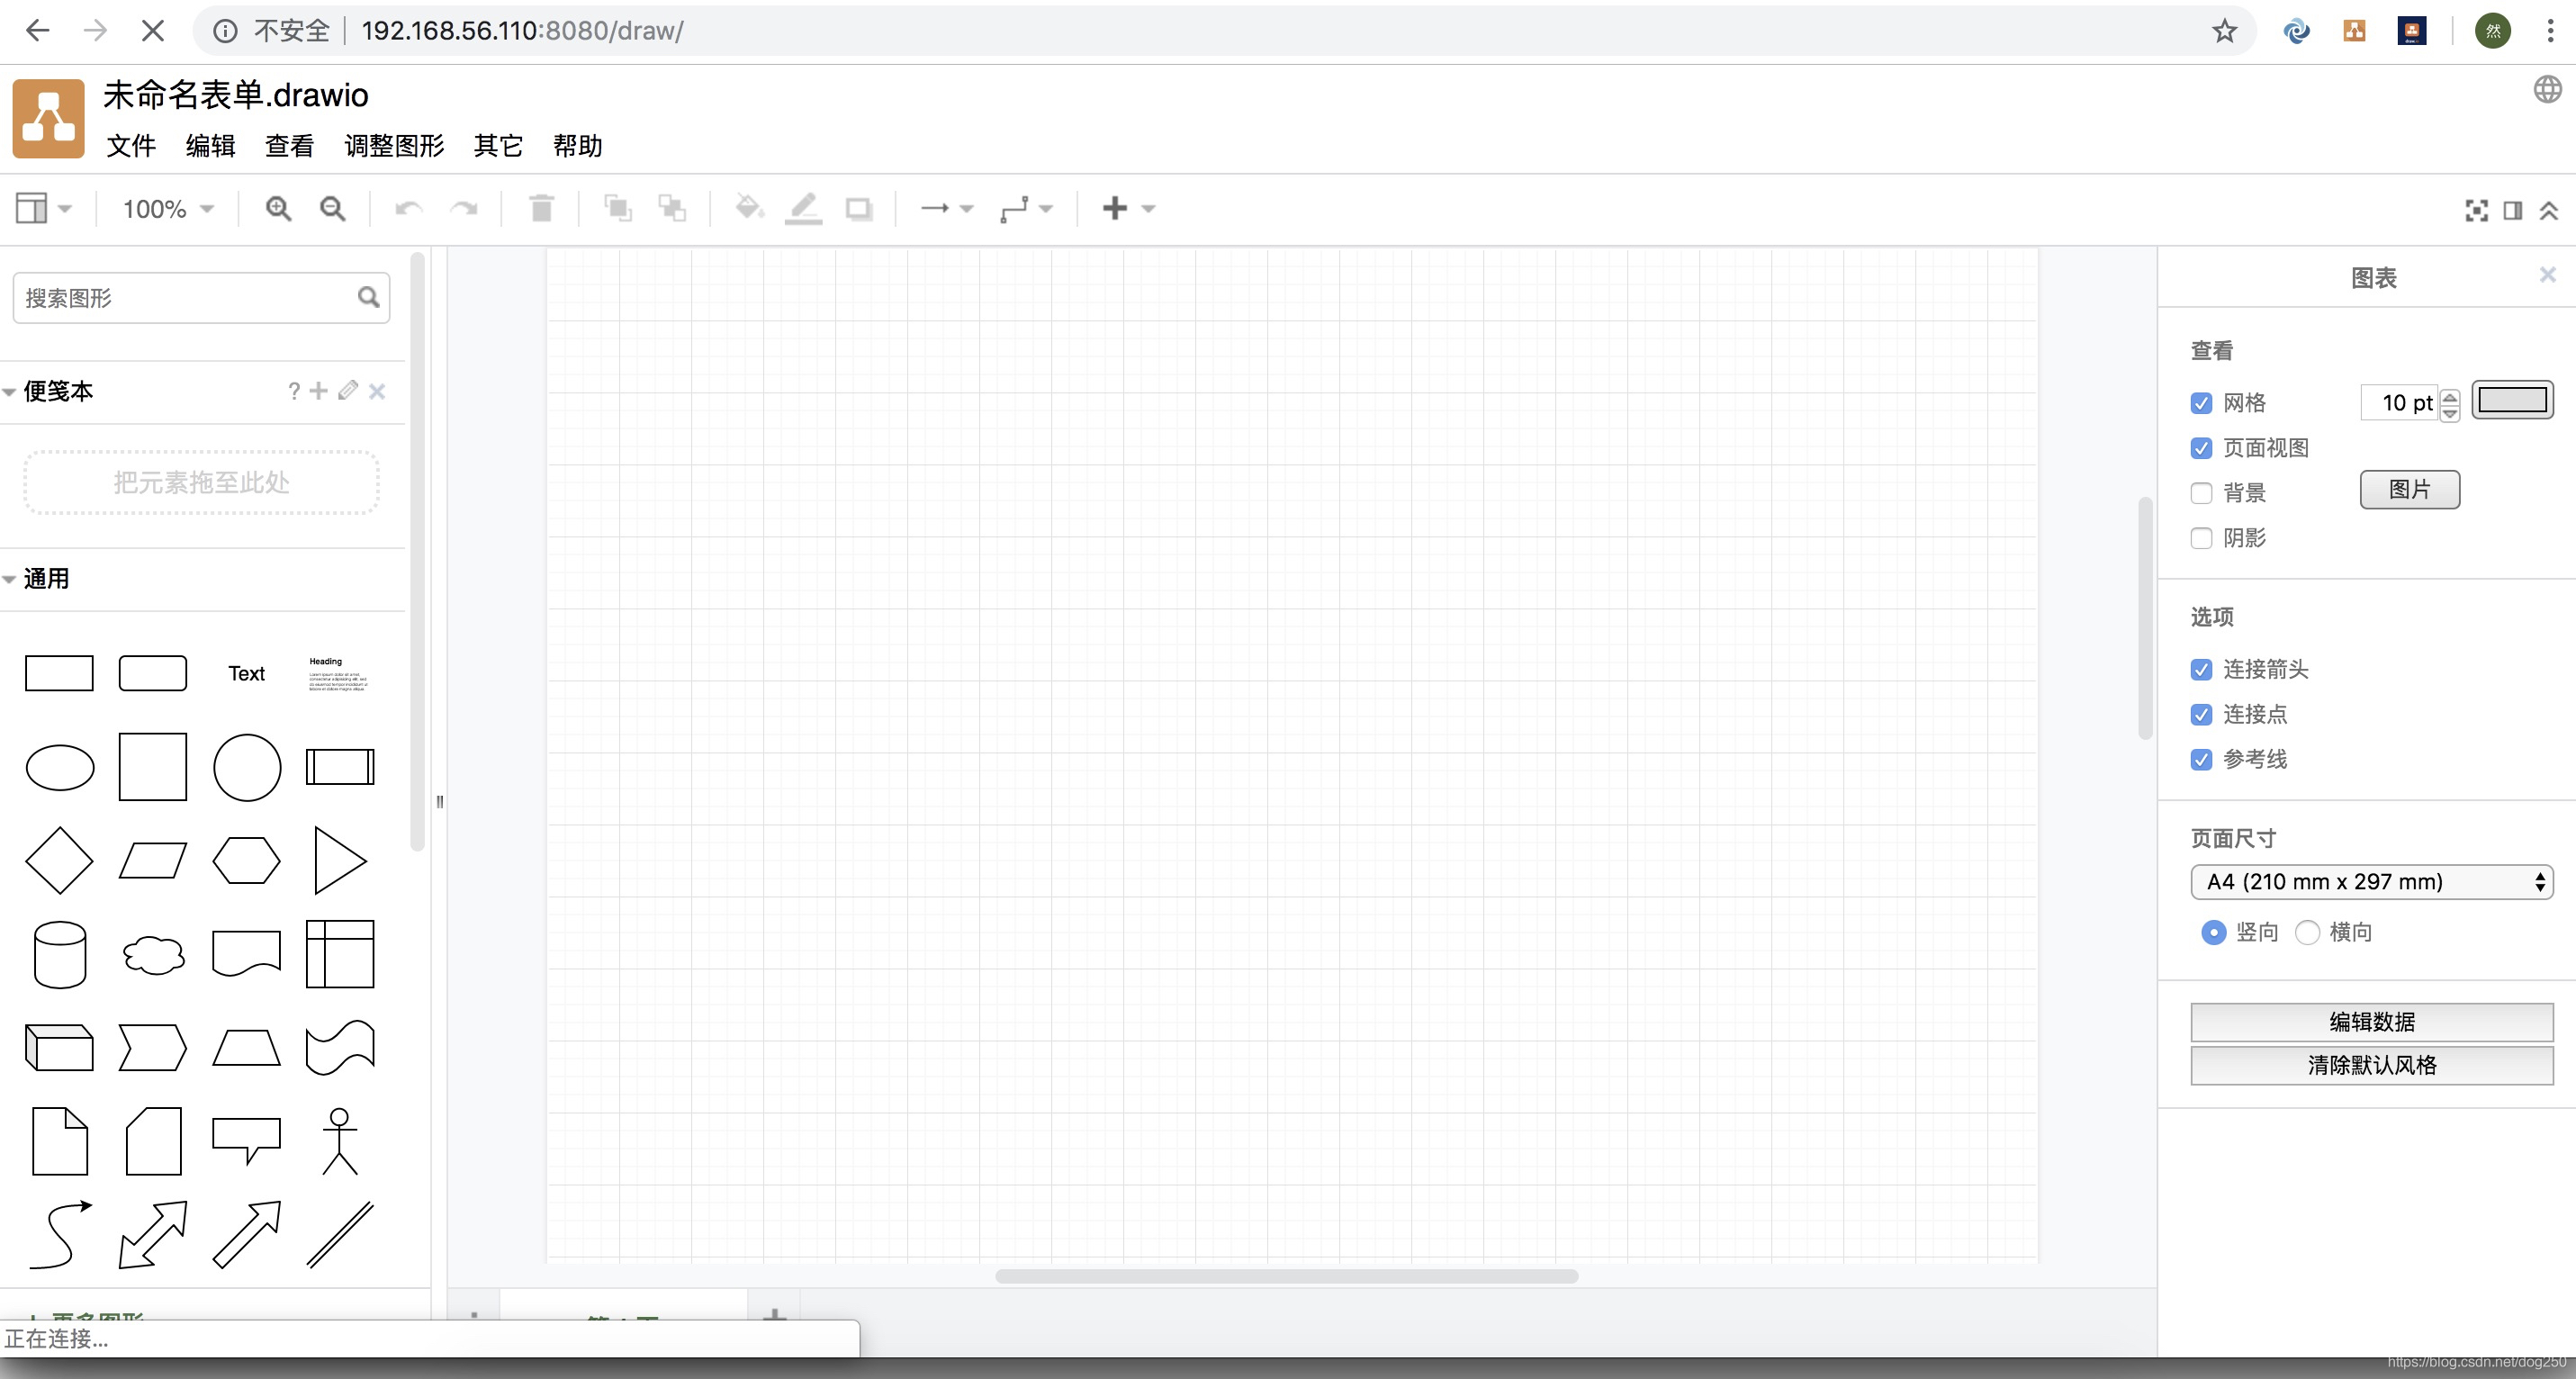 不安全 192.168.56.110:8080/draw/
然
未命名表单.drawio
文件 编辑 查看 调整图形 其它 帮助
100%
搜索图形
便笺本 ?
把元素拖至此处
通用
Text
Heading
图表
查看
网格 10 pt
页面视图
背景 图片
阴影
选项
连接箭头
连接点
参考线
页面尺寸
A4 (210 mm x 297 mm)
竖向 横向
编辑数据
清除默认风格
更多图形
正在连接...
https://blog.csdn.net/dog250